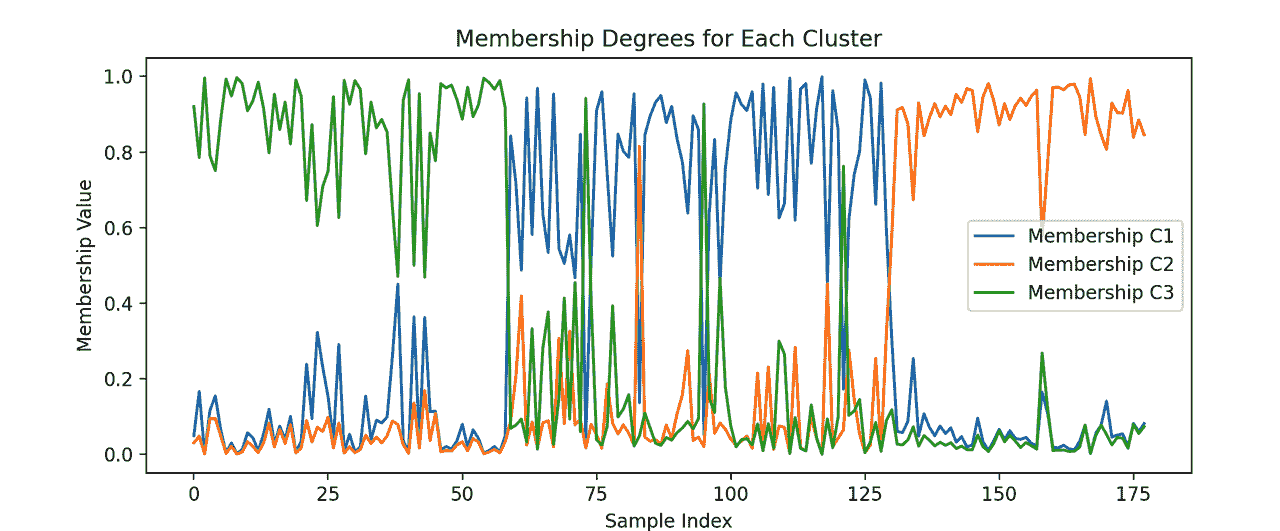 Membership Degrees for Each Cluster
1.0
0.8
0.6
0.4
0.2
0.0
Membership Value
Membership C1
Membership C2
Membership C3
0 25 50 75 100 125 150 175
Sample Index